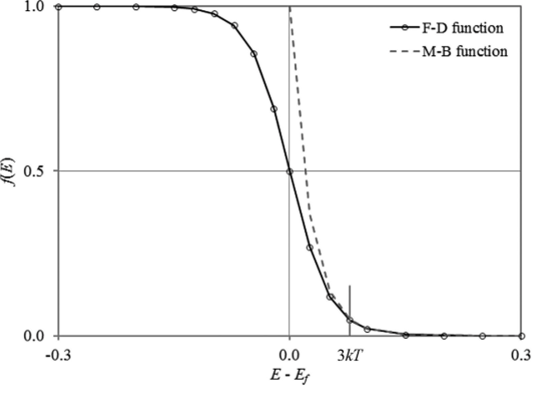 1.0
F-D function
M-B function
f(E)
0.5
0.0
-0.3
0.0
3kT
0.3
E - Ef